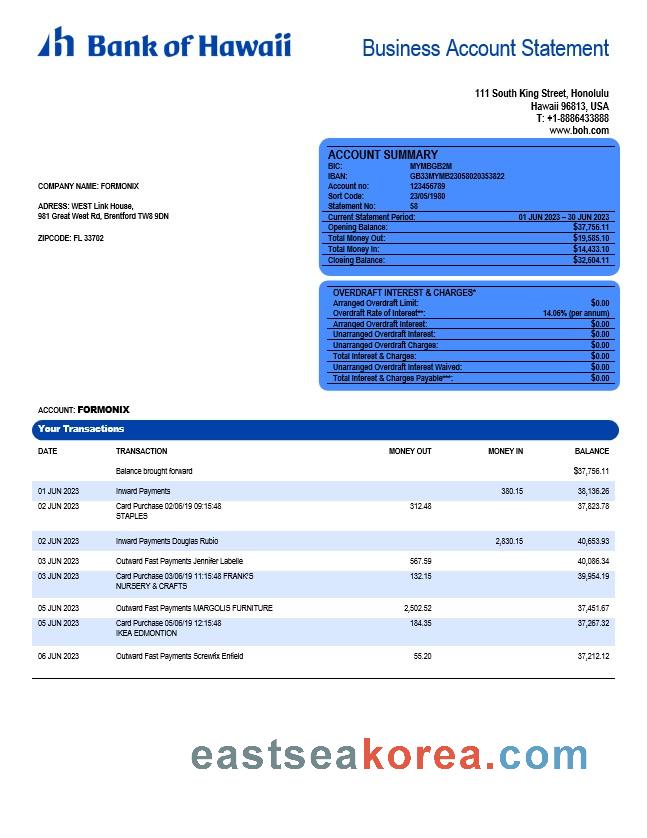 Bank of Hawaii
Business Account Statement
111 South King Street, Honolulu
Hawaii 96813, USA
T: +1-8886433888
www.boh.com
COMPANY NAME: FORMONIX
ADRESS: WEST Link House,
981 Great West Rd, Brentford TW8 9DN
ZIPCODE: FL 33702
ACCOUNT SUMMARY
BIC: MYMBGB2M
IBAN: GB33MYMB23058020353822
Account no: 123456789
Sort Code: 23/05/1980
Statement No: 58
Current Statement Period: 01 JUN 2023 – 30 JUN 2023
Opening Balance: $37,756.11
Total Money Out: $19,585.10
Total Money In: $14,433.10
Closing Balance: $32,604.11
OVERDRAFT INTEREST & CHARGES*
Arranged Overdraft Limit: $0.00
Overdraft Rate of Interest**: 14.06% (per annum)
Arranged Overdraft Interest: $0.00
Unarranged Overdraft Interest: $0.00
Unarranged Overdraft Charges: $0.00
Total Interest & Charges: $0.00
Unarranged Overdraft Interest Waived: $0.00
Total Interest & Charges Payable***: $0.00
ACCOUNT: FORMONIX
Your Transactions
DATE TRANSACTION MONEY OUT MONEY IN BALANCE
Balance brought forward $37,756.11
01 JUN 2023 Inward Payments 380.15 38,136.26
02 JUN 2023 Card Purchase 02/06/19 09:15:48 312.48 37,823.78
STAPLES
02 JUN 2023 Inward Payments Douglas Rubio 2,830.15 40,653.93
03 JUN 2023 Outward Fast Payments Jennifer Labelle 567.59 40,086.34
03 JUN 2023 Card Purchase 03/06/19 11:15:48 FRANK'S 132.15 39,954.19
NURSERY & CRAFTS
05 JUN 2023 Outward Fast Payments MARGOLIS FURNITURE 2,502.52 37,451.67
05 JUN 2023 Card Purchase 05/06/19 12:15:48 184.35 37,267.32
IKEA EDMONTION
06 JUN 2023 Outward Fast Payments Screwfix Enfield 55.20 37,212.12
eastseakorea.com